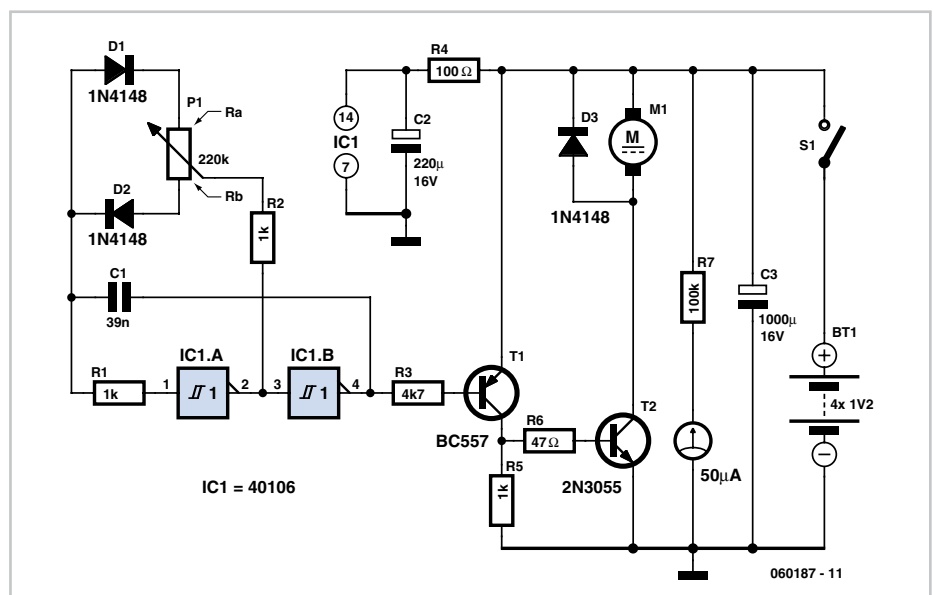 D1
1N4148
P1
Ra
220k
Rb
D2
1N4148
R2
1k
C1
39n
R1
1k
1
IC1.A
1
2
3
IC1.B
1
4
R3
4k7
IC1 = 40106
14
IC1
7
C2
220µ
16V
R4
100 Ω
T1
BC557
R5
1k
R6
47Ω
T2
2N3055
D3
1N4148
M1
M
R7
100k
50µA
C3
1000µ
16V
S1
BT1
+
4x 1V2
–
060187 - 11